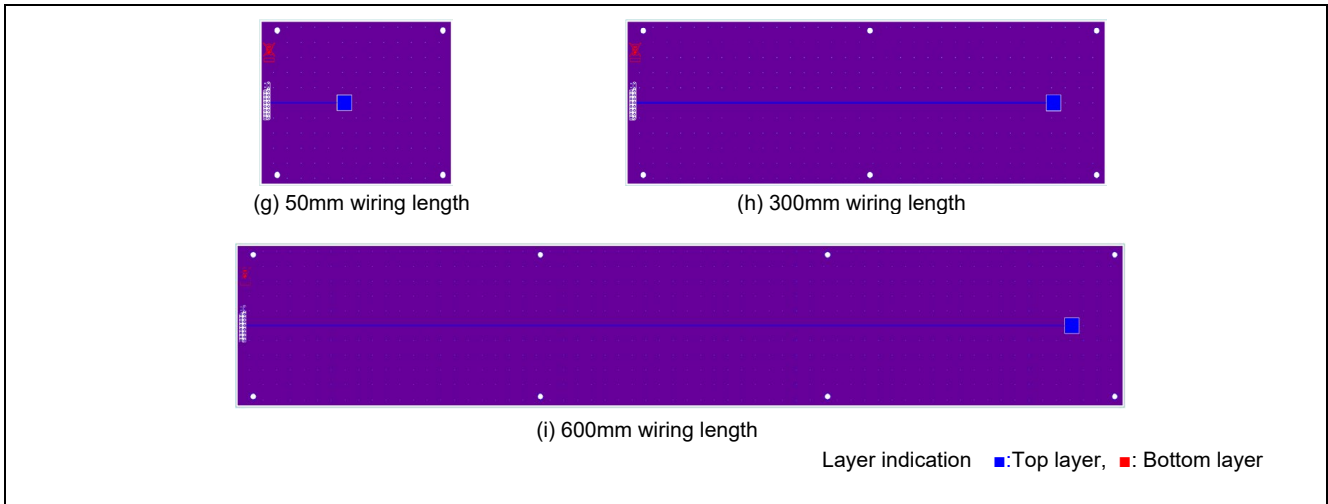 (g) 50mm wiring length
(h) 300mm wiring length
(i) 600mm wiring length
Layer indication ■:Top layer, ■: Bottom layer